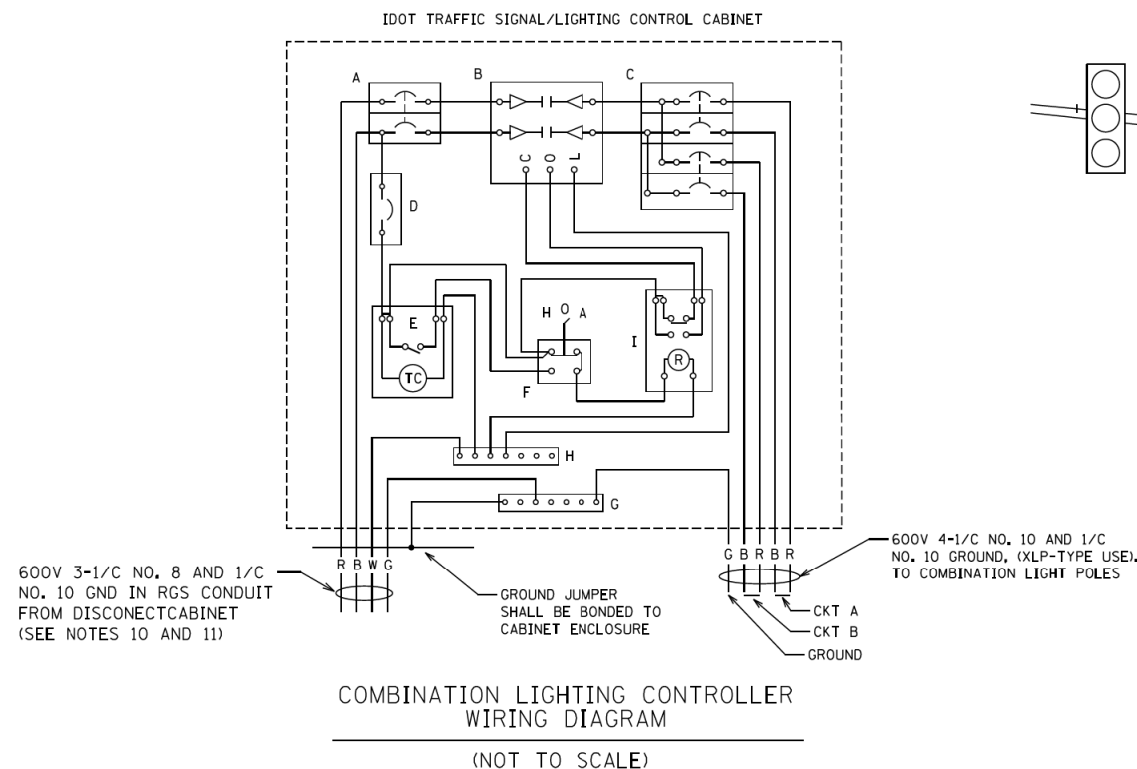 IDOT TRAFFIC SIGNAL/LIGHTING CONTROL CABINET
A
B
C
C O L
D
E
TC
H O A
F
I
R
H
G
R B W G
G B R B R
600V 3-1/C NO. 8 AND 1/C
NO. 10 GND IN RGS CONDUIT
FROM DISCONECTCABINET
(SEE NOTES 10 AND 11)
GROUND JUMPER
SHALL BE BONDED TO
CABINET ENCLOSURE
600V 4-1/C NO. 10 AND 1/C
NO. 10 GROUND, (XLP-TYPE USE).
TO COMBINATION LIGHT POLES
CKT A
CKT B
GROUND
COMBINATION LIGHTING CONTROLLER
WIRING DIAGRAM
(NOT TO SCALE)